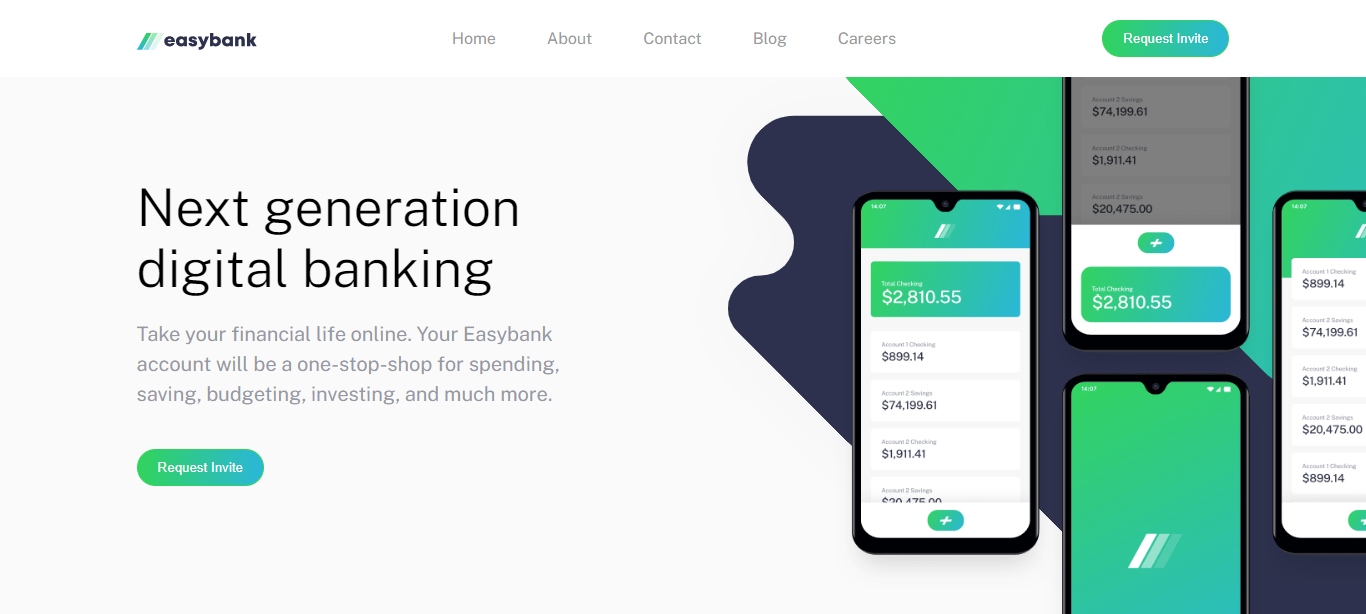 easybank
Home
About
Contact
Blog
Careers
Request Invite
Next generation
digital banking
Take your financial life online. Your Easybank
account will be a one-stop-shop for spending,
saving, budgeting, investing, and much more.
Request Invite
14:07
Total Checking
$2,810.55
Account 1 Checking
$899.14
Account 2 Savings
$74,199.61
Account 2 Checking
$1,911.41
Account 2 Savings
$20,475.00
Account 2 Savings
$74,199.61
Account 2 Checking
$1,911.41
Account 2 Savings
$20,475.00
Total Checking
$2,810.55
14:07
14:07
Account 1 Checking
$899.14
Account 2 Savings
$74,199.61
Account 2 Checking
$1,911.41
Account 2 Savings
$20,475.00
Account 1 Checking
$899.14